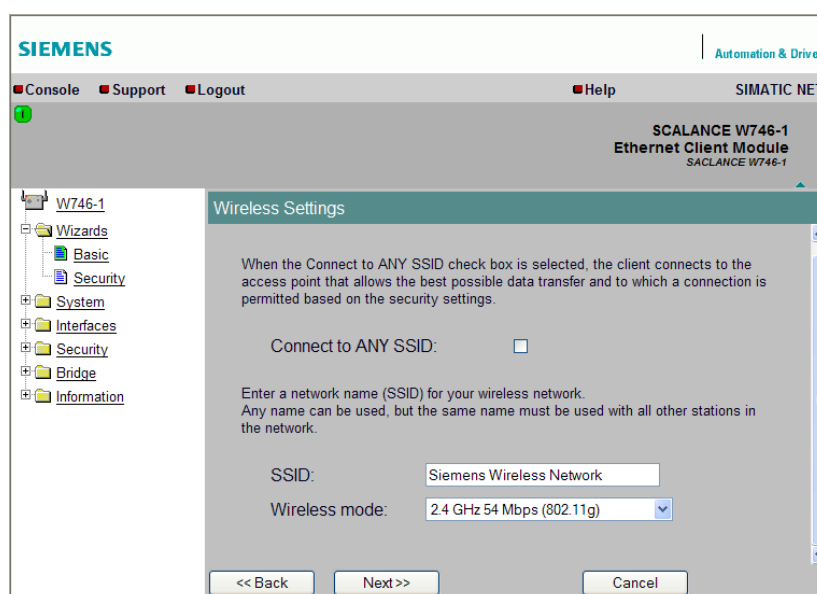 SIEMENS
Automation & Drive
Console Support Logout Help SIMATIC NE
SCALANCE W746-1
Ethernet Client Module
SACLANCE W746-1
W746-1
Wizards
Basic
Security
System
Interfaces
Security
Bridge
Information
Wireless Settings
When the Connect to ANY SSID check box is selected, the client connects to the
access point that allows the best possible data transfer and to which a connection is
permitted based on the security settings.
Connect to ANY SSID:
Enter a network name (SSID) for your wireless network.
Any name can be used, but the same name must be used with all other stations in
the network.
SSID: Siemens Wireless Network
Wireless mode: 2.4 GHz 54 Mbps (802.11g)
<< Back Next>> Cancel